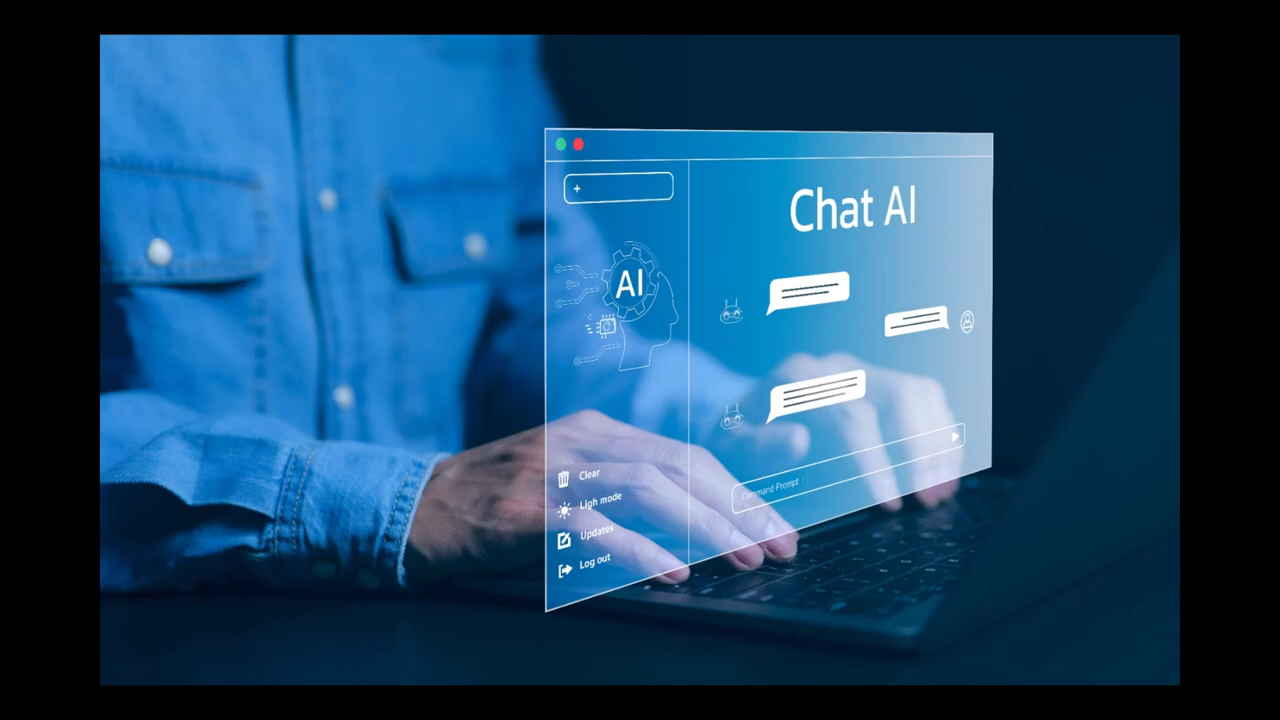 +
Chat AI
AI
Clear
Ligh mode
Updates
Log out
Command Prompt :